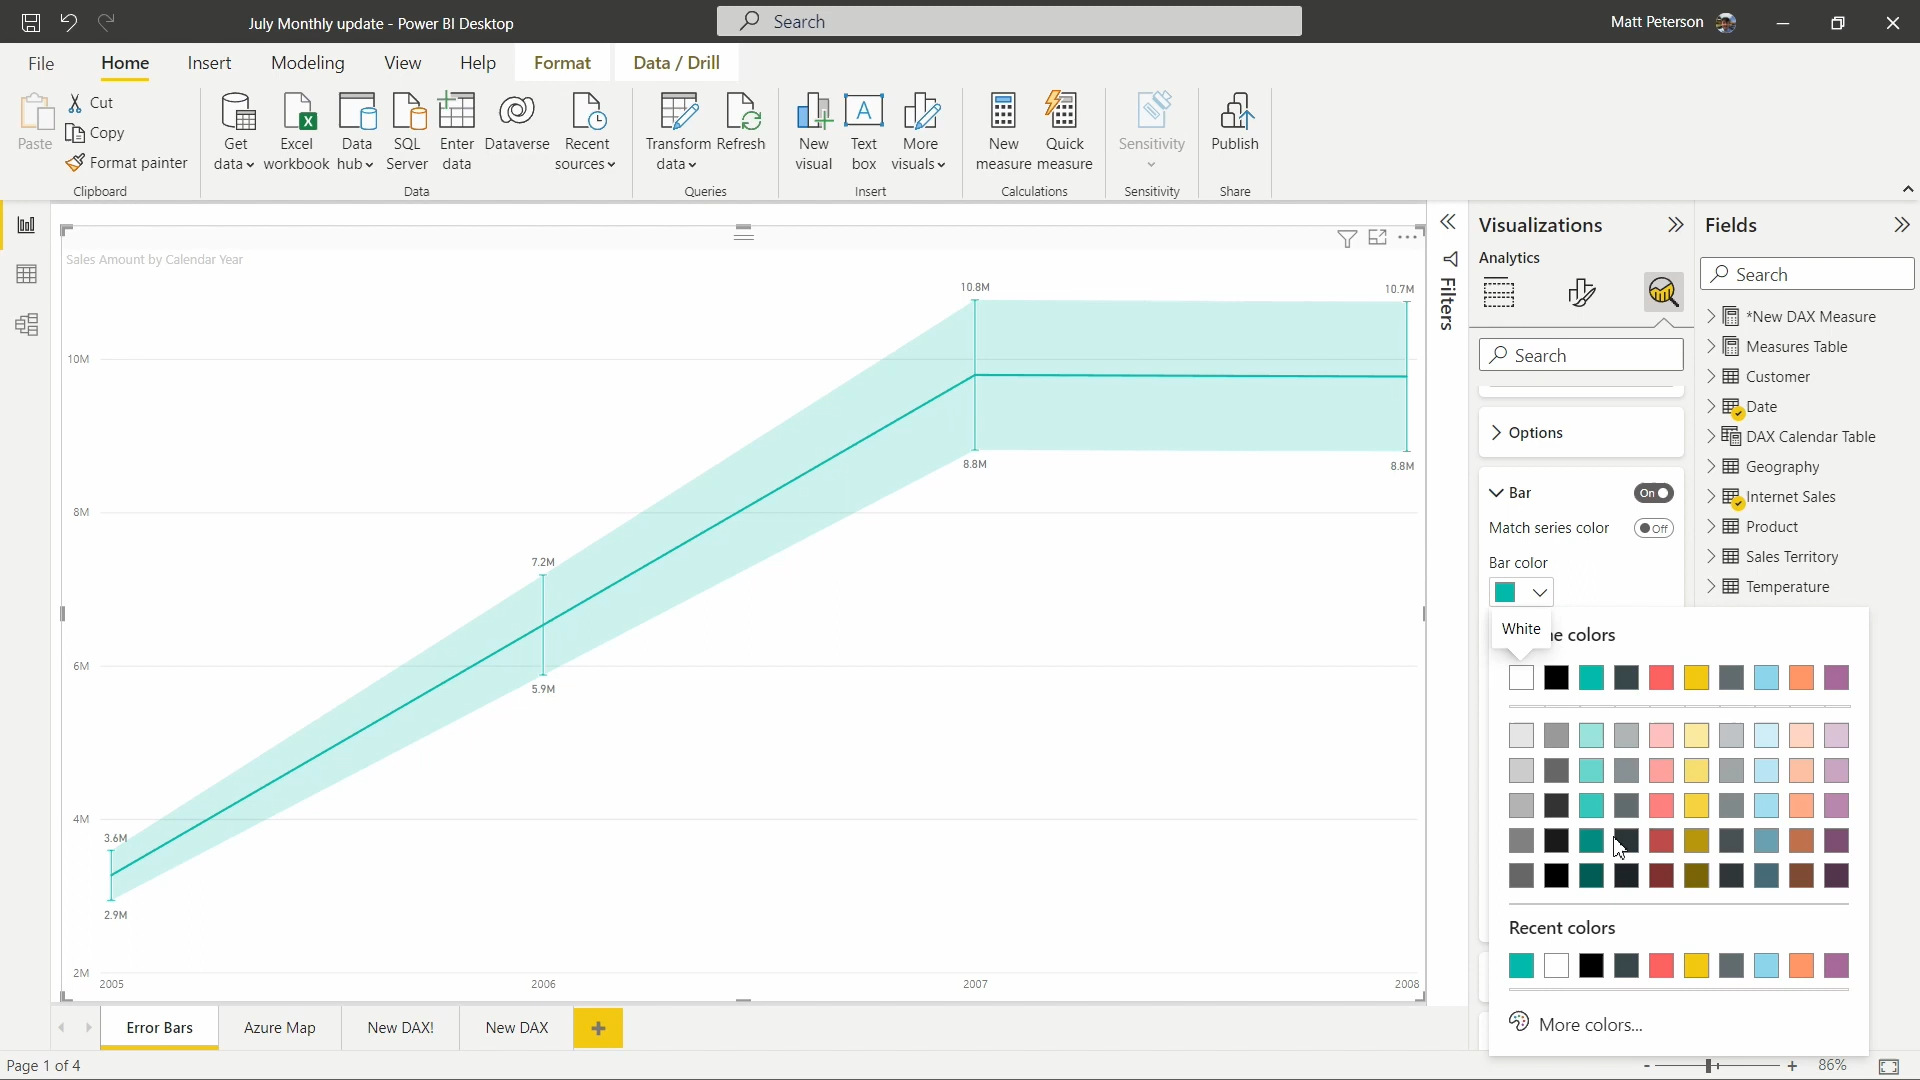 July Monthly update - Power BI Desktop
Search
Matt Peterson
File
Home
Insert
Modeling
View
Help
Format
Data / Drill
Paste
Cut
Copy
Format painter
Clipboard
Get data
Excel workbook
Data hub
SQL Server
Enter data
Dataverse
Recent sources
Data
Transform data
Refresh
Queries
New visual
Text box
More visuals
Insert
New measure
Quick measure
Calculations
Sensitivity
Sensitivity
Publish
Share
Sales Amount by Calendar Year
10.8M
10.7M
10M
8.8M
8.8M
8M
7.2M
6M
5.9M
4M
3.6M
2.9M
2M
2005
2006
2007
2008
Filters
Visualizations
Analytics
Search
Options
Bar
On
Match series color
Off
Bar color
White
e colors
Recent colors
More colors...
Fields
Search
*New DAX Measure
Measures Table
Customer
Date
DAX Calendar Table
Geography
Internet Sales
Product
Sales Territory
Temperature
Error Bars
Azure Map
New DAX!
New DAX
Page 1 of 4
86%